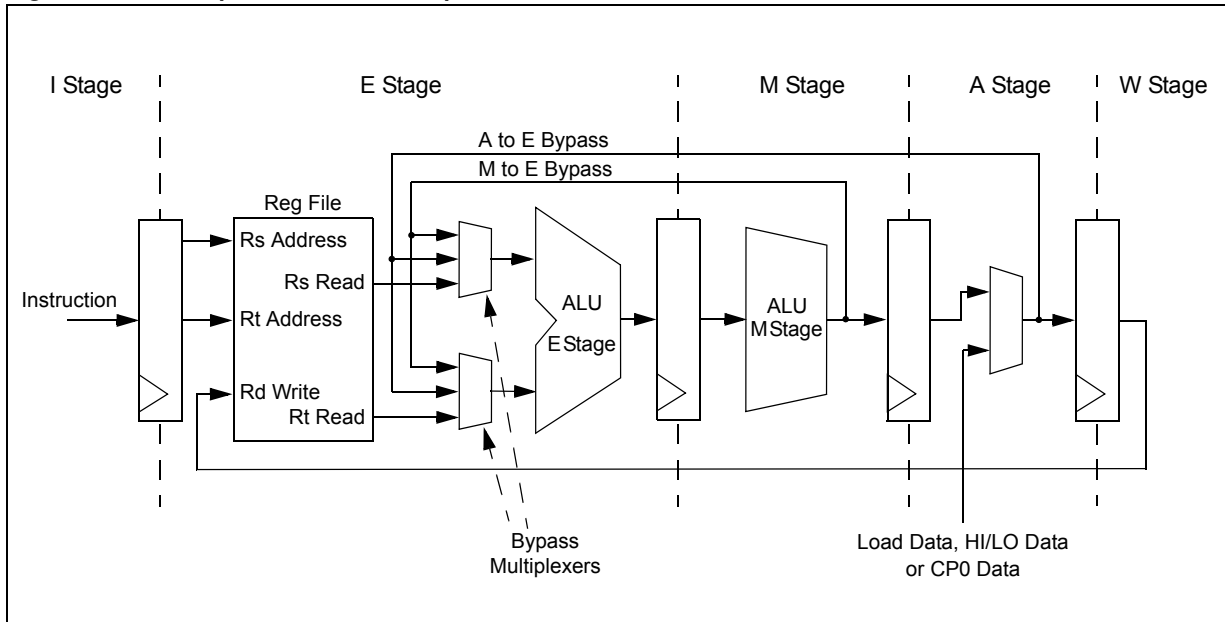 I Stage
E Stage
M Stage
A Stage
W Stage
A to E Bypass
M to E Bypass
Reg File
Rs Address
Rs Read
Instruction
Rt Address
Rd Write
Rt Read
ALU
E Stage
ALU
M Stage
Bypass
Multiplexers
Load Data, HI/LO Data
or CP0 Data